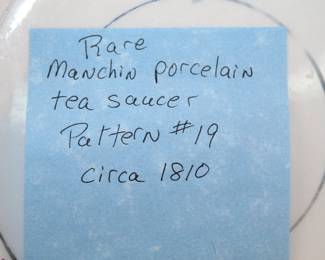 Rare
Manchin porcelain
tea saucer
Pattern #19
circa 1810